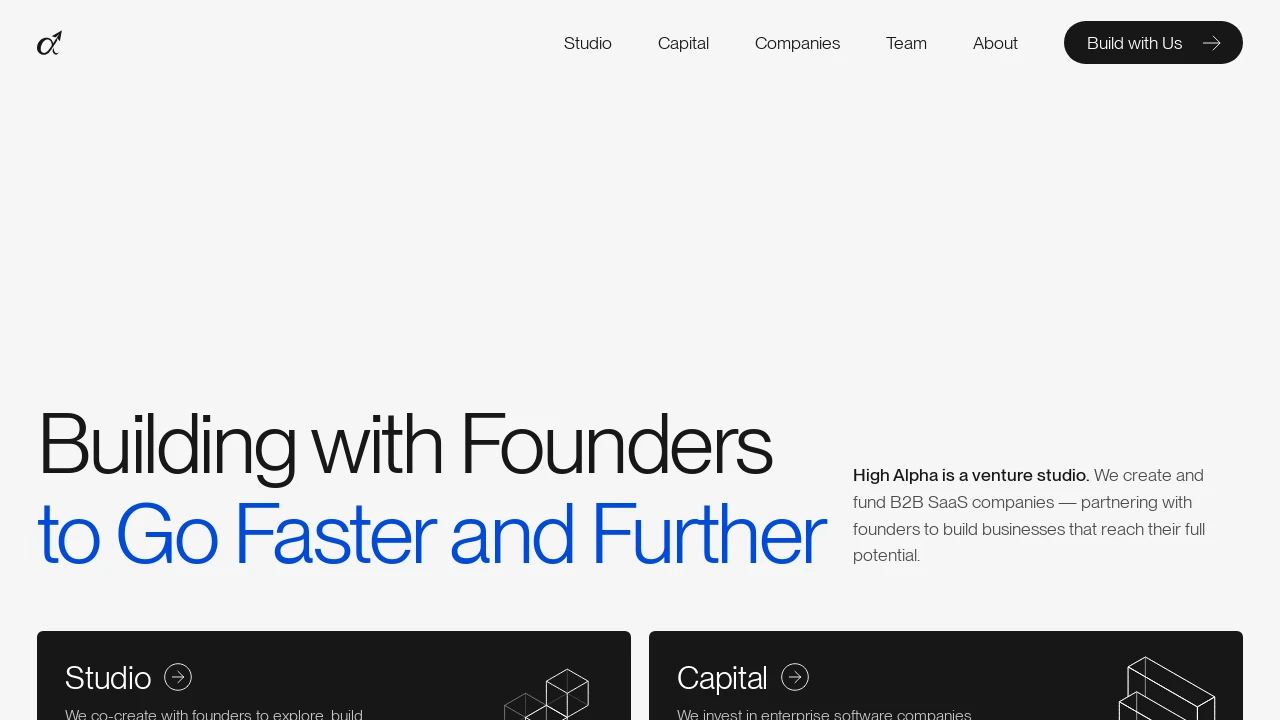 Studio
Capital
Companies
Team
About
Build with Us
Building with Founders
to Go Faster and Further
High Alpha is a venture studio. We create and
fund B2B SaaS companies — partnering with
founders to build businesses that reach their full
potential.
Studio
We co-create with founders to explore, build,
Capital
We invest in enterprise software companies